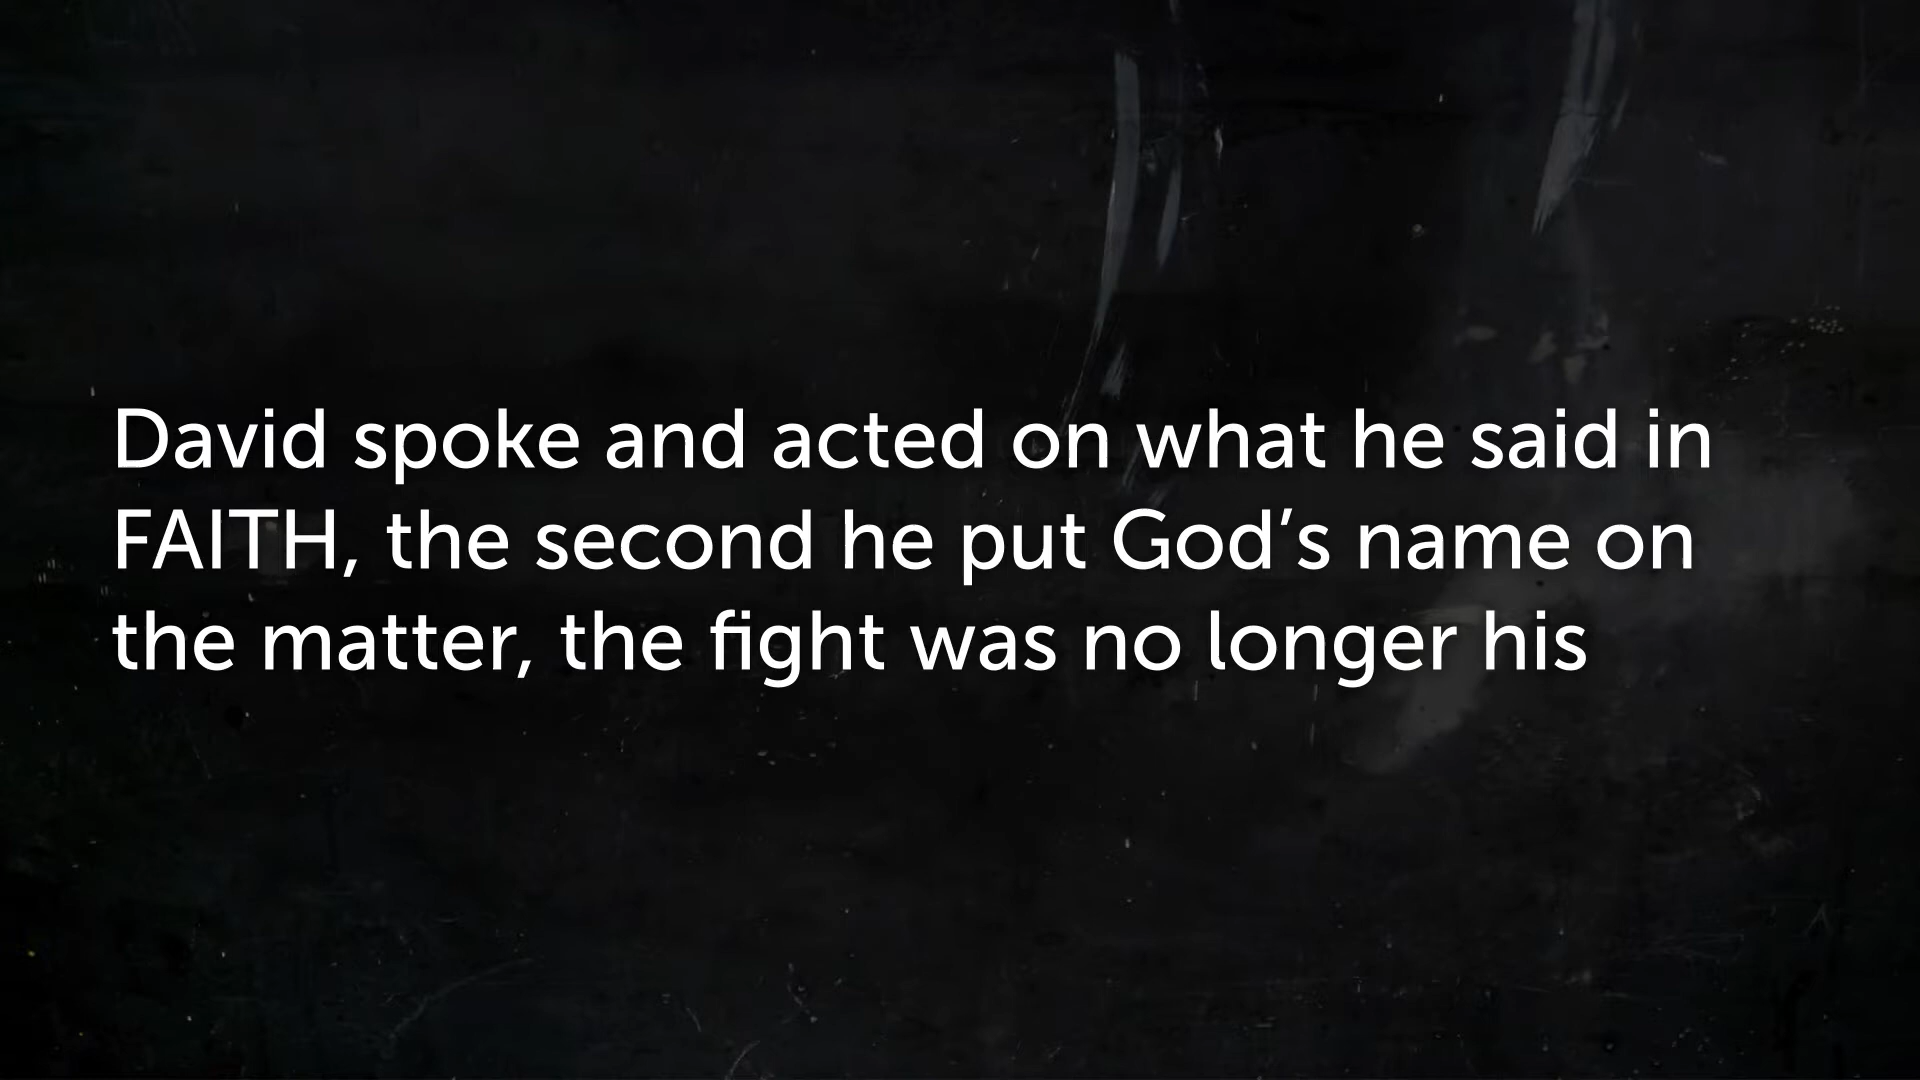 David spoke and acted on what he said in
FAITH, the second he put God’s name on
the matter, the fight was no longer his